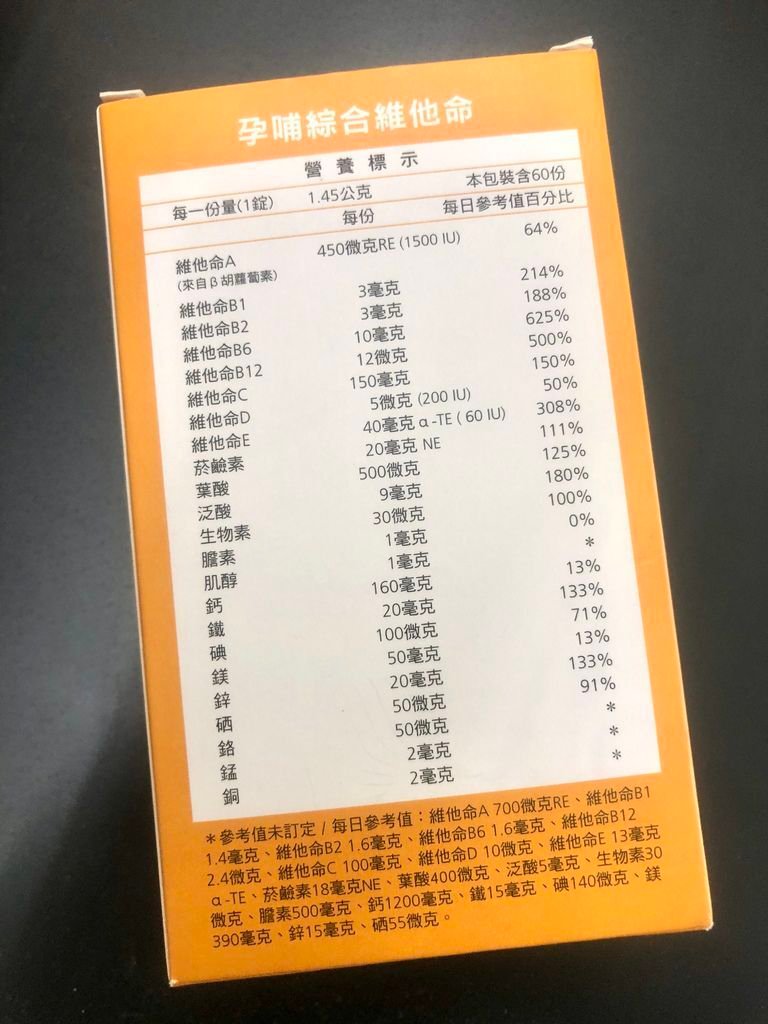 孕哺綜合維他命
營養標示
每一份量(1錠) 1.45公克 本包裝含60份
每份 每日參考值百分比
維他命A 450微克RE (1500 IU) 64%
(來自β胡蘿蔔素)
維他命B1 3毫克 214%
維他命B2 3毫克 188%
維他命B6 10毫克 625%
維他命B12 12微克 500%
維他命C 150毫克 150%
維他命D 5微克 (200 IU) 50%
維他命E 40毫克 α-TE ( 60 IU) 308%
菸鹼素 20毫克 NE 111%
葉酸 500微克 125%
泛酸 9毫克 180%
生物素 30微克 100%
膽素 1毫克 0%
肌醇 1毫克 *
鈣 160毫克 13%
鐵 20毫克 133%
碘 100微克 71%
鎂 50毫克 13%
鋅 20毫克 133%
硒 50微克 91%
鉻 50微克 *
錳 2毫克 *
銅 2毫克 *
*參考值未訂定 / 每日參考值：維他命A 700微克RE、維他命B1
1.4毫克、維他命B2 1.6毫克、維他命B6 1.6毫克、維他命B12
2.4微克、維他命C 100毫克、維他命D 10微克、維他命E 13毫克
α-TE、菸鹼素18毫克NE、葉酸400微克、泛酸5毫克、生物素30
微克、膽素500毫克、鈣1200毫克、鐵15毫克、碘140微克、鎂
390毫克、鋅15毫克、硒55微克。